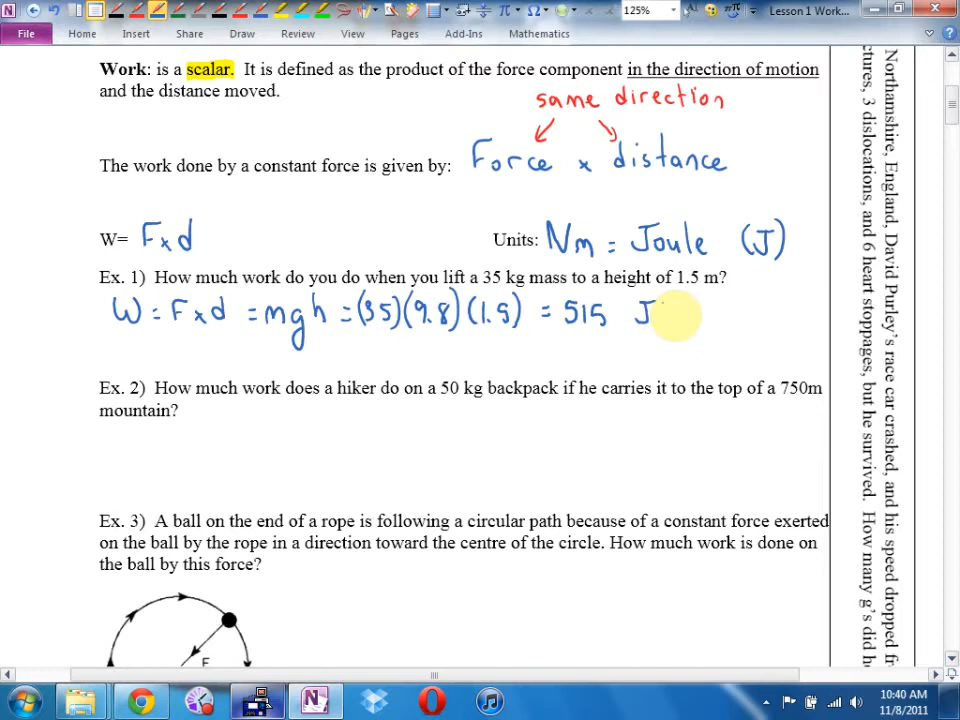 125%
Lesson 1 Work...
File Home Insert Share Draw Review View Pages Add-Ins Mathematics
Work: is a scalar. It is defined as the product of the force component in the direction of motion
and the distance moved.
same direction
The work done by a constant force is given by: Force x distance
W= F x d Units: Nm = Joule (J)
Ex. 1) How much work do you do when you lift a 35 kg mass to a height of 1.5 m?
W = F x d = mgh = (35)(9.8)(1.5) = 515 J
Ex. 2) How much work does a hiker do on a 50 kg backpack if he carries it to the top of a 750m
mountain?
Ex. 3) A ball on the end of a rope is following a circular path because of a constant force exerted
on the ball by the rope in a direction toward the centre of the circle. How much work is done on
the ball by this force?
F
Northamshire, England, David Purley's race car crashed, and his speed dropped
ctures, 3 dislocations, and 6 heart stoppages, but he survived. How many g's did
10:40 AM
11/8/2011